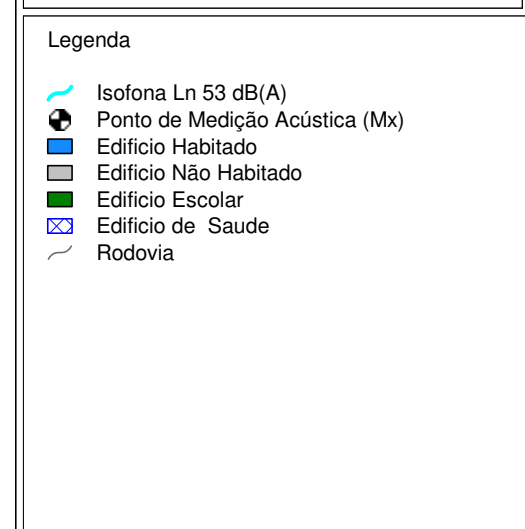 Legenda
Isofona Ln 53 dB(A)
Ponto de Medição Acústica (Mx)
Edificio Habitado
Edificio Não Habitado
Edificio Escolar
Edificio de  Saude
Rodovia